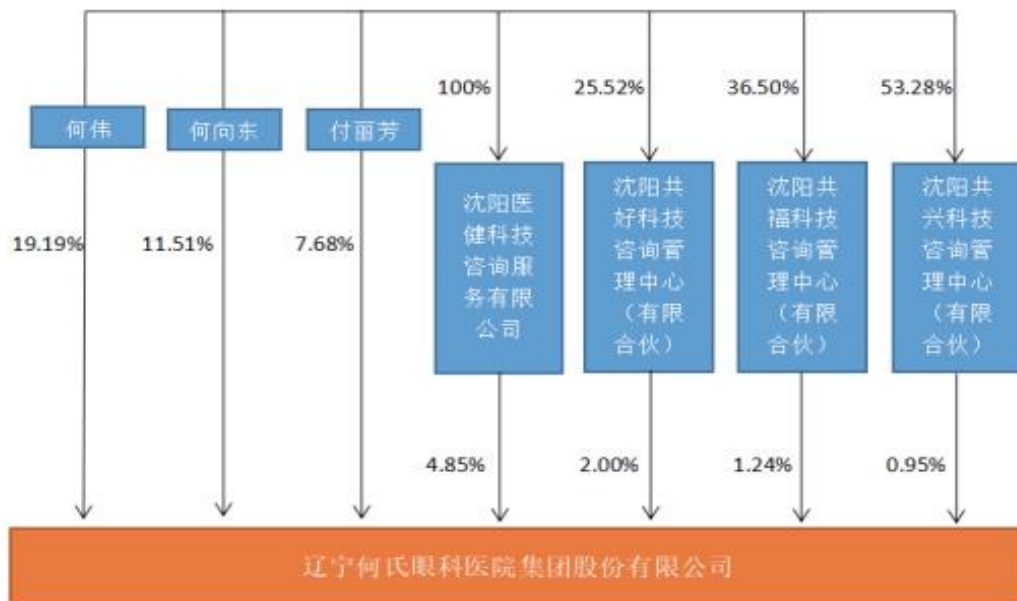 100%
25.52%
36.50%
53.28%
何伟
何向东
付丽芳
沈阳医
健科技
咨询服
务有限
公司
沈阳共
好科技
咨询管
理中心
（有限
合伙）
沈阳共
福科技
咨询管
理中心
（有限
合伙）
沈阳共
兴科技
咨询管
理中心
（有限
合伙）
19.19%
11.51%
7.68%
4.85%
2.00%
1.24%
0.95%
辽宁何氏眼科医院集团股份有限公司